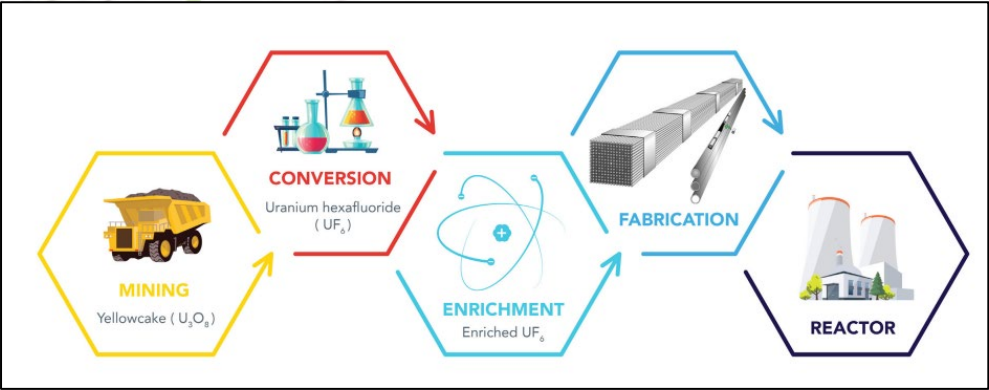 MINING
Yellowcake ( U₃O₈)
CONVERSION
Uranium hexafluoride
( UF₆)
ENRICHMENT
Enriched UF₆
FABRICATION
REACTOR